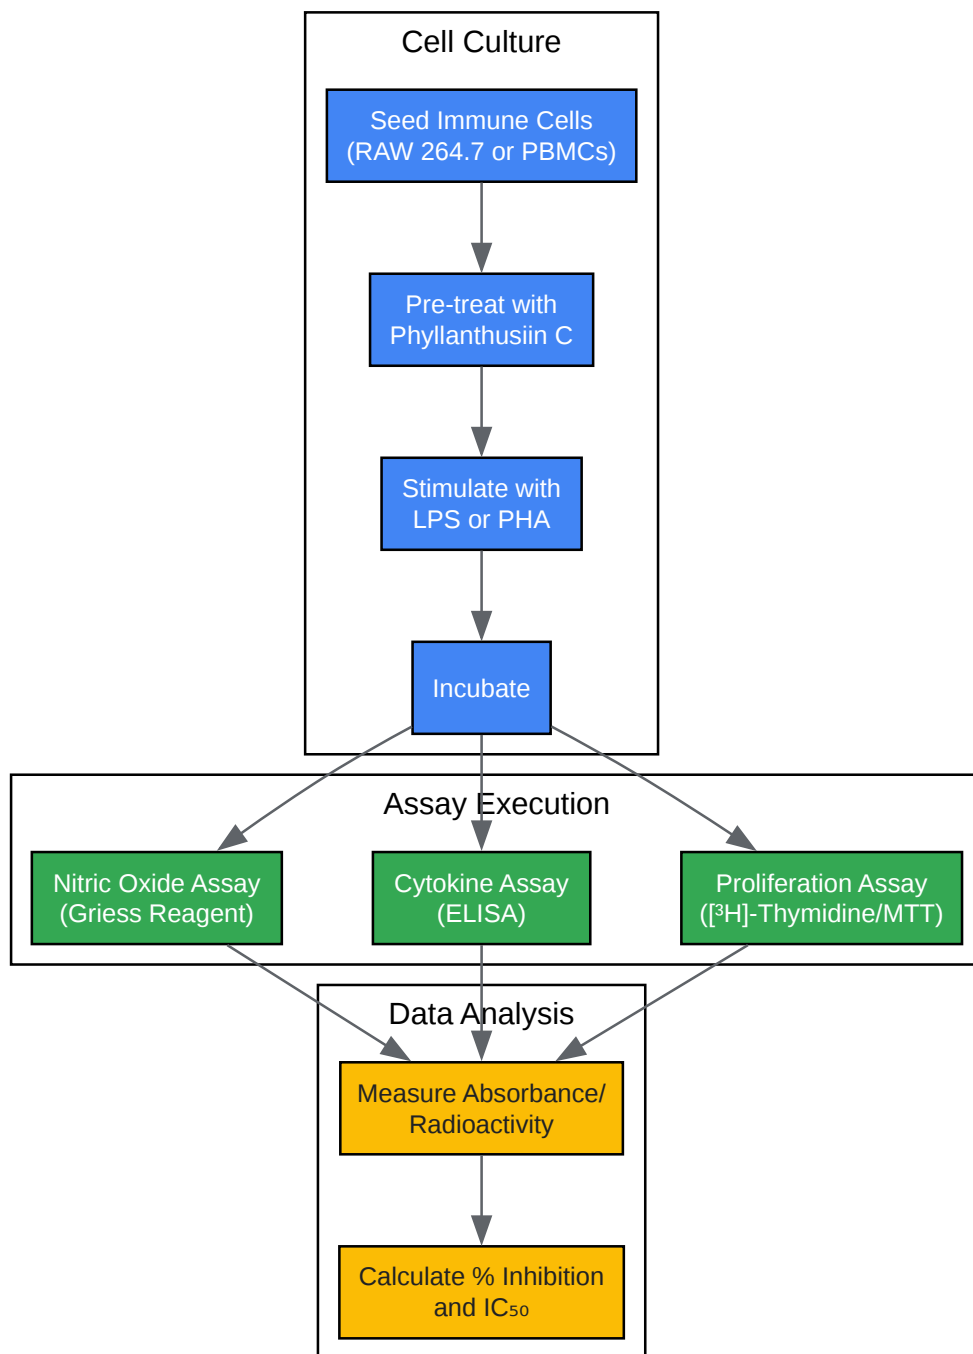 Cell Culture
Seed Immune Cells
(RAW 264.7 or PBMCs)
Pre-treat with
Phyllanthusiin C
Stimulate with
LPS or PHA
Incubate
Assay Execution
Nitric Oxide Assay
(Griess Reagent)
Cytokine Assay
(ELISA)
Proliferation Assay
([³H]-Thymidine/MTT)
Data Analysis
Measure Absorbance/
Radioactivity
Calculate % Inhibition
and IC₅₀